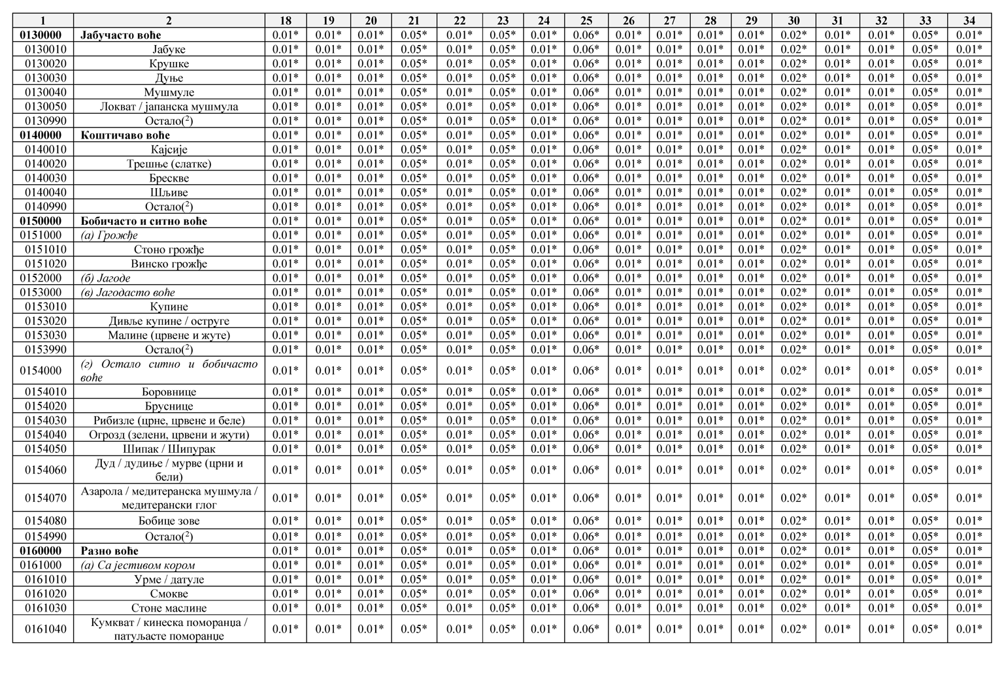 1 2 18 19 20 21 22 23 24 25 26 27 28 29 30 31 32 33 34
0130000 Јабучасто воће 0.01* 0.01* 0.01* 0.05* 0.01* 0.05* 0.01* 0.06* 0.01* 0.01* 0.01* 0.01* 0.02* 0.01* 0.01* 0.05* 0.01*
0130010 Јабуке 0.01* 0.01* 0.01* 0.05* 0.01* 0.05* 0.01* 0.06* 0.01* 0.01* 0.01* 0.01* 0.02* 0.01* 0.01* 0.05* 0.01*
0130020 Крушке 0.01* 0.01* 0.01* 0.05* 0.01* 0.05* 0.01* 0.06* 0.01* 0.01* 0.01* 0.01* 0.02* 0.01* 0.01* 0.05* 0.01*
0130030 Дуње 0.01* 0.01* 0.01* 0.05* 0.01* 0.05* 0.01* 0.06* 0.01* 0.01* 0.01* 0.01* 0.02* 0.01* 0.01* 0.05* 0.01*
0130040 Мушмуле 0.01* 0.01* 0.01* 0.05* 0.01* 0.05* 0.01* 0.06* 0.01* 0.01* 0.01* 0.01* 0.02* 0.01* 0.01* 0.05* 0.01*
0130050 Локват / јапанска мушмула 0.01* 0.01* 0.01* 0.05* 0.01* 0.05* 0.01* 0.06* 0.01* 0.01* 0.01* 0.01* 0.02* 0.01* 0.01* 0.05* 0.01*
0130990 Остало(2) 0.01* 0.01* 0.01* 0.05* 0.01* 0.05* 0.01* 0.06* 0.01* 0.01* 0.01* 0.01* 0.02* 0.01* 0.01* 0.05* 0.01*
0140000 Коштичаво воће 0.01* 0.01* 0.01* 0.05* 0.01* 0.05* 0.01* 0.06* 0.01* 0.01* 0.01* 0.01* 0.02* 0.01* 0.01* 0.05* 0.01*
0140010 Кајсије 0.01* 0.01* 0.01* 0.05* 0.01* 0.05* 0.01* 0.06* 0.01* 0.01* 0.01* 0.01* 0.02* 0.01* 0.01* 0.05* 0.01*
0140020 Трешње (слатке) 0.01* 0.01* 0.01* 0.05* 0.01* 0.05* 0.01* 0.06* 0.01* 0.01* 0.01* 0.01* 0.02* 0.01* 0.01* 0.05* 0.01*
0140030 Брескве 0.01* 0.01* 0.01* 0.05* 0.01* 0.05* 0.01* 0.06* 0.01* 0.01* 0.01* 0.01* 0.02* 0.01* 0.01* 0.05* 0.01*
0140040 Шљиве 0.01* 0.01* 0.01* 0.05* 0.01* 0.05* 0.01* 0.06* 0.01* 0.01* 0.01* 0.01* 0.02* 0.01* 0.01* 0.05* 0.01*
0140990 Остало(2) 0.01* 0.01* 0.01* 0.05* 0.01* 0.05* 0.01* 0.06* 0.01* 0.01* 0.01* 0.01* 0.02* 0.01* 0.01* 0.05* 0.01*
0150000 Бобичасто и ситно воће 0.01* 0.01* 0.01* 0.05* 0.01* 0.05* 0.01* 0.06* 0.01* 0.01* 0.01* 0.01* 0.02* 0.01* 0.01* 0.05* 0.01*
0151000 (а) Грожђе 0.01* 0.01* 0.01* 0.05* 0.01* 0.05* 0.01* 0.06* 0.01* 0.01* 0.01* 0.01* 0.02* 0.01* 0.01* 0.05* 0.01*
0151010 Стоно грожђе 0.01* 0.01* 0.01* 0.05* 0.01* 0.05* 0.01* 0.06* 0.01* 0.01* 0.01* 0.01* 0.02* 0.01* 0.01* 0.05* 0.01*
0151020 Винско грожђе 0.01* 0.01* 0.01* 0.05* 0.01* 0.05* 0.01* 0.06* 0.01* 0.01* 0.01* 0.01* 0.02* 0.01* 0.01* 0.05* 0.01*
0152000 (б) Јагоде 0.01* 0.01* 0.01* 0.05* 0.01* 0.05* 0.01* 0.06* 0.01* 0.01* 0.01* 0.01* 0.02* 0.01* 0.01* 0.05* 0.01*
0153000 (в) Јагодасто воће 0.01* 0.01* 0.01* 0.05* 0.01* 0.05* 0.01* 0.06* 0.01* 0.01* 0.01* 0.01* 0.02* 0.01* 0.01* 0.05* 0.01*
0153010 Купине 0.01* 0.01* 0.01* 0.05* 0.01* 0.05* 0.01* 0.06* 0.01* 0.01* 0.01* 0.01* 0.02* 0.01* 0.01* 0.05* 0.01*
0153020 Дивље купине / оструге 0.01* 0.01* 0.01* 0.05* 0.01* 0.05* 0.01* 0.06* 0.01* 0.01* 0.01* 0.01* 0.02* 0.01* 0.01* 0.05* 0.01*
0153030 Малине (црвене и жуте) 0.01* 0.01* 0.01* 0.05* 0.01* 0.05* 0.01* 0.06* 0.01* 0.01* 0.01* 0.01* 0.02* 0.01* 0.01* 0.05* 0.01*
0153990 Остало(2) 0.01* 0.01* 0.01* 0.05* 0.01* 0.05* 0.01* 0.06* 0.01* 0.01* 0.01* 0.01* 0.02* 0.01* 0.01* 0.05* 0.01*
(г) Остало ситно и бобичасто
0154000 воће 0.01* 0.01* 0.01* 0.05* 0.01* 0.05* 0.01* 0.06* 0.01* 0.01* 0.01* 0.01* 0.02* 0.01* 0.01* 0.05* 0.01*
0154010 Боровнице 0.01* 0.01* 0.01* 0.05* 0.01* 0.05* 0.01* 0.06* 0.01* 0.01* 0.01* 0.01* 0.02* 0.01* 0.01* 0.05* 0.01*
0154020 Бруснице 0.01* 0.01* 0.01* 0.05* 0.01* 0.05* 0.01* 0.06* 0.01* 0.01* 0.01* 0.01* 0.02* 0.01* 0.01* 0.05* 0.01*
0154030 Рибизле (црне, црвене и беле) 0.01* 0.01* 0.01* 0.05* 0.01* 0.05* 0.01* 0.06* 0.01* 0.01* 0.01* 0.01* 0.02* 0.01* 0.01* 0.05* 0.01*
0154040 Огрозд (зелени, црвени и жути) 0.01* 0.01* 0.01* 0.05* 0.01* 0.05* 0.01* 0.06* 0.01* 0.01* 0.01* 0.01* 0.02* 0.01* 0.01* 0.05* 0.01*
0154050 Шипак / Шипурак 0.01* 0.01* 0.01* 0.05* 0.01* 0.05* 0.01* 0.06* 0.01* 0.01* 0.01* 0.01* 0.02* 0.01* 0.01* 0.05* 0.01*
Дуд / дудиње / мурве (црни и
0154060 бели) 0.01* 0.01* 0.01* 0.05* 0.01* 0.05* 0.01* 0.06* 0.01* 0.01* 0.01* 0.01* 0.02* 0.01* 0.01* 0.05* 0.01*
Азарола / медитеранска мушмула /
0154070 медитерански глог 0.01* 0.01* 0.01* 0.05* 0.01* 0.05* 0.01* 0.06* 0.01* 0.01* 0.01* 0.01* 0.02* 0.01* 0.01* 0.05* 0.01*
0154080 Бобице зове 0.01* 0.01* 0.01* 0.05* 0.01* 0.05* 0.01* 0.06* 0.01* 0.01* 0.01* 0.01* 0.02* 0.01* 0.01* 0.05* 0.01*
0154990 Остало(2) 0.01* 0.01* 0.01* 0.05* 0.01* 0.05* 0.01* 0.06* 0.01* 0.01* 0.01* 0.01* 0.02* 0.01* 0.01* 0.05* 0.01*
0160000 Разно воће 0.01* 0.01* 0.01* 0.05* 0.01* 0.05* 0.01* 0.06* 0.01* 0.01* 0.01* 0.01* 0.02* 0.01* 0.01* 0.05* 0.01*
0161000 (а) Са јестивом кором 0.01* 0.01* 0.01* 0.05* 0.01* 0.05* 0.01* 0.06* 0.01* 0.01* 0.01* 0.01* 0.02* 0.01* 0.01* 0.05* 0.01*
0161010 Урме / датуле 0.01* 0.01* 0.01* 0.05* 0.01* 0.05* 0.01* 0.06* 0.01* 0.01* 0.01* 0.01* 0.02* 0.01* 0.01* 0.05* 0.01*
0161020 Смокве 0.01* 0.01* 0.01* 0.05* 0.01* 0.05* 0.01* 0.06* 0.01* 0.01* 0.01* 0.01* 0.02* 0.01* 0.01* 0.05* 0.01*
0161030 Стоне маслине 0.01* 0.01* 0.01* 0.05* 0.01* 0.05* 0.01* 0.06* 0.01* 0.01* 0.01* 0.01* 0.02* 0.01* 0.01* 0.05* 0.01*
Кумкват / кинеска поморанџа /
0161040 патуљасте поморанџе 0.01* 0.01* 0.01* 0.05* 0.01* 0.05* 0.01* 0.06* 0.01* 0.01* 0.01* 0.01* 0.02* 0.01* 0.01* 0.05* 0.01*